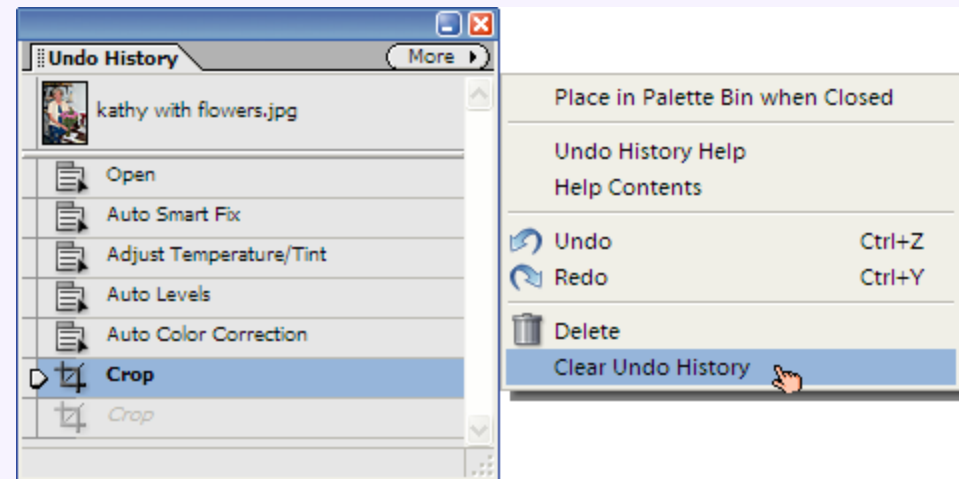 Undo History
More
kathy with flowers.jpg
Open
Auto Smart Fix
Adjust Temperature/Tint
Auto Levels
Auto Color Correction
Crop
Crop
Place in Palette Bin when Closed
Undo History Help
Help Contents
Undo Ctrl+Z
Redo Ctrl+Y
Delete
Clear Undo History